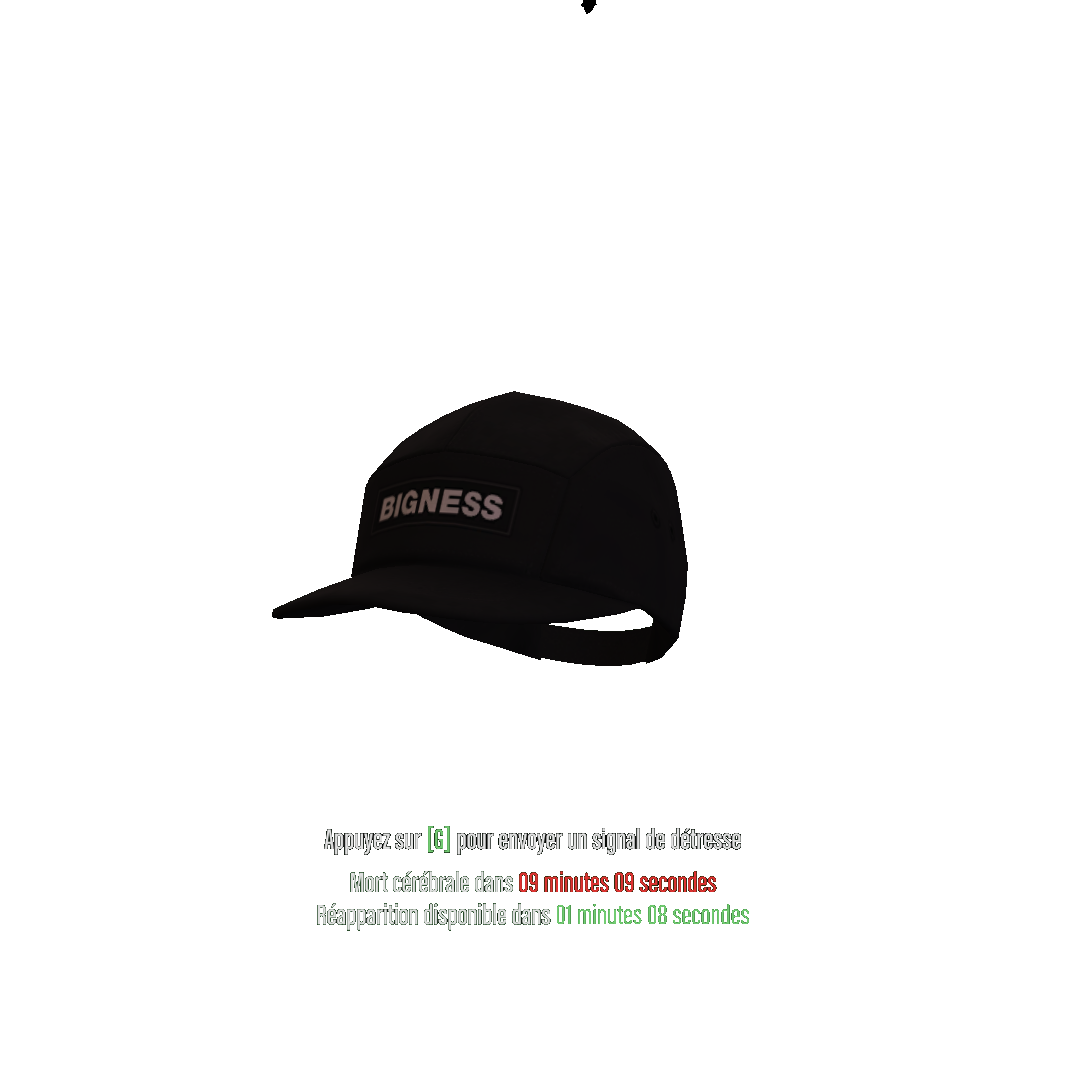 BIGNESS
Appuyez sur [G] pour envoyer un signal de détresse
Mort cérébrale dans 09 minutes 09 secondes
Réapparition disponible dans 01 minutes 08 secondes